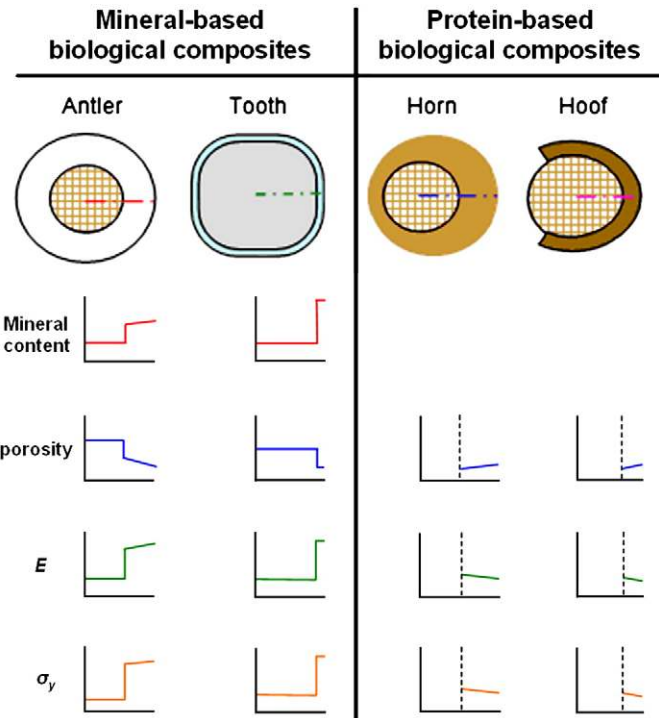 Mineral-based
biological composites
Protein-based
biological composites
Antler
Tooth
Horn
Hoof
Mineral
content
porosity
E
σy